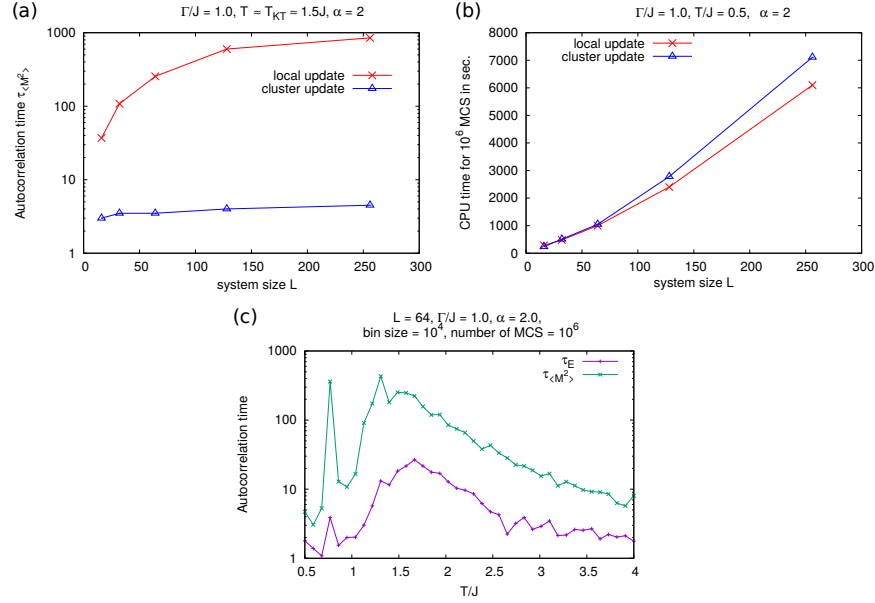 (a)
Γ/J = 1.0, T ≈ T_KT ≈ 1.5J, α = 2
Autocorrelation time τ_<M²>
1000
100
10
1
local update
cluster update
0 50 100 150 200 250 300
system size L
(b)
Γ/J = 1.0, T/J = 0.5, α = 2
CPU time for 10⁶ MCS in sec.
8000
7000
6000
5000
4000
3000
2000
1000
0
local update
cluster update
0 50 100 150 200 250 300
system size L
(c)
L = 64, Γ/J = 1.0, α = 2.0,
bin size = 10⁴, number of MCS = 10⁶
Autocorrelation time
1000
100
10
1
τ_E
τ_<M²>
0.5 1 1.5 2 2.5 3 3.5 4
T/J